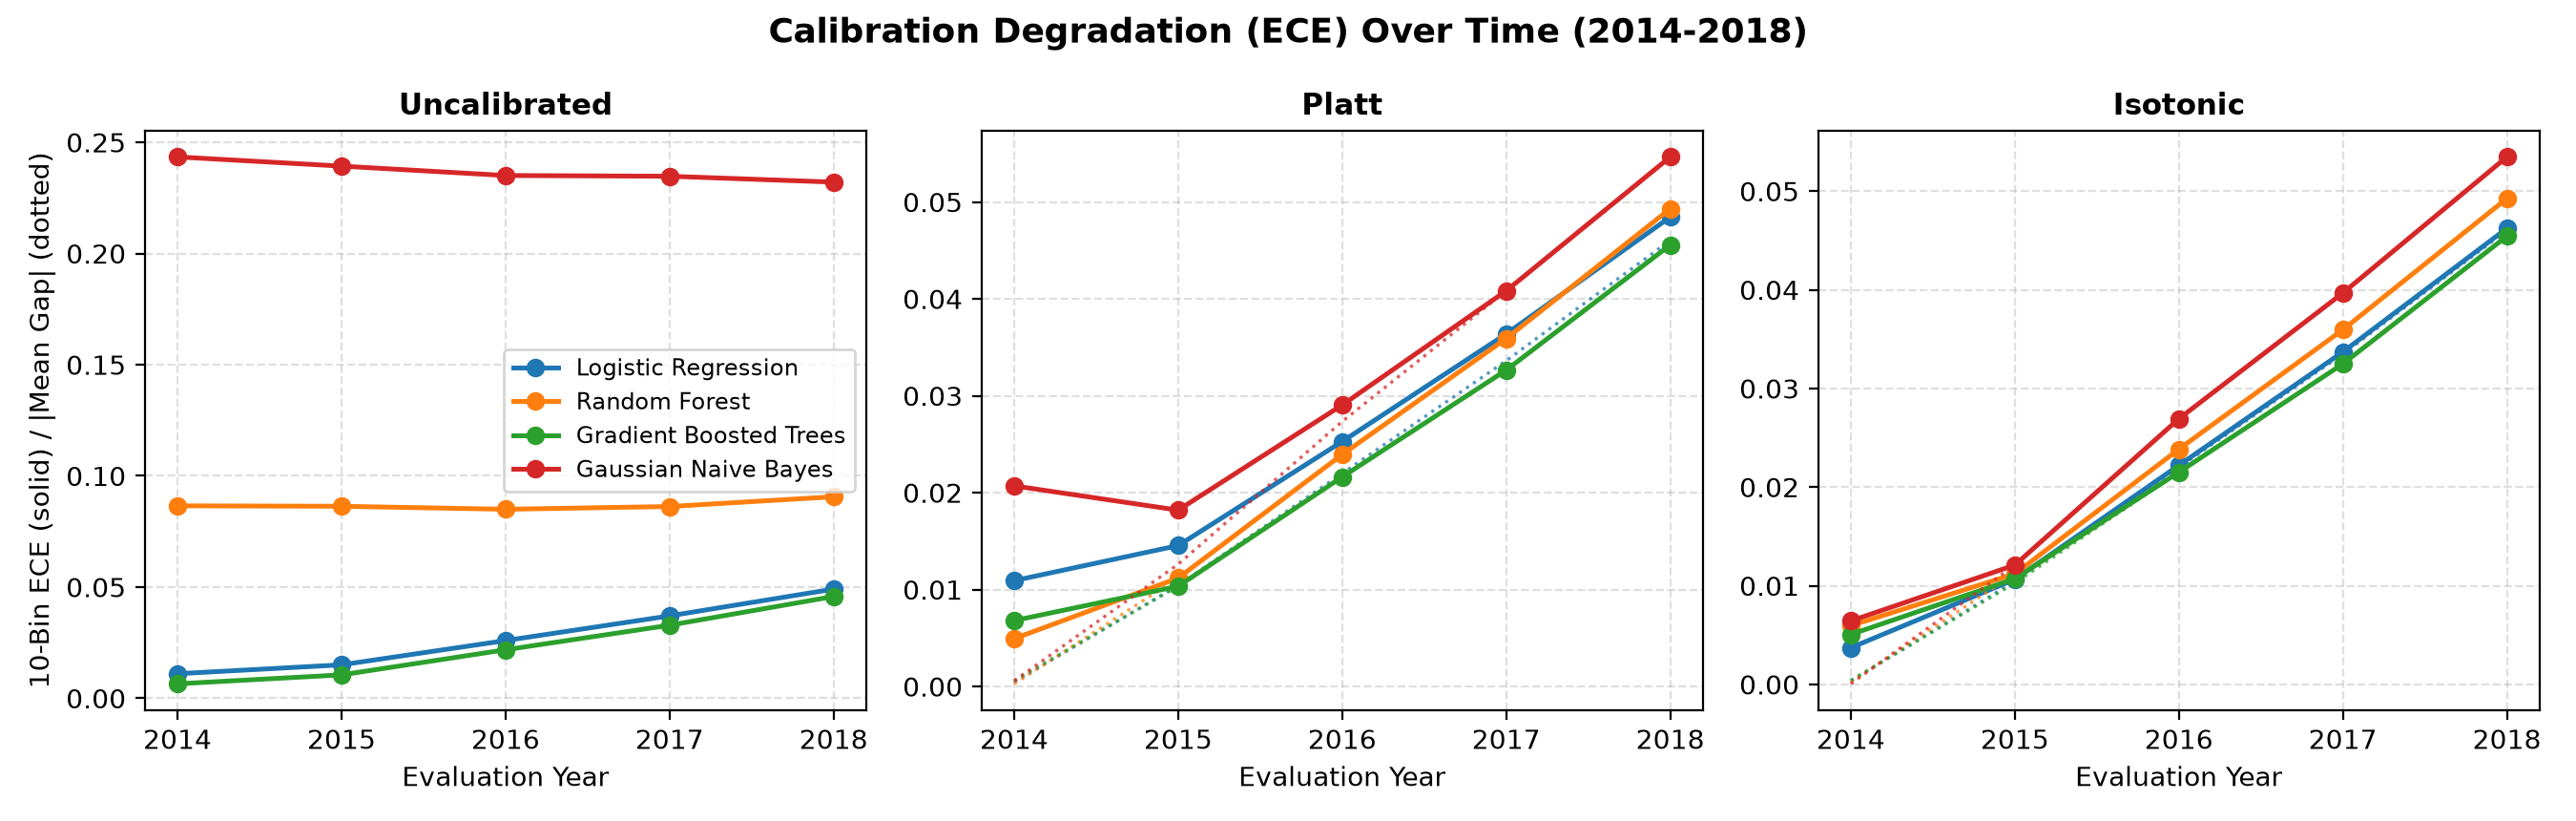 Calibration Degradation (ECE) Over Time (2014-2018)
Uncalibrated
10-Bin ECE (solid) / |Mean Gap| (dotted)
0.25
0.20
0.15
0.10
0.05
0.00
Logistic Regression
Random Forest
Gradient Boosted Trees
Gaussian Naive Bayes
2014 2015 2016 2017 2018
Evaluation Year
Platt
0.05
0.04
0.03
0.02
0.01
0.00
2014 2015 2016 2017 2018
Evaluation Year
Isotonic
0.05
0.04
0.03
0.02
0.01
0.00
2014 2015 2016 2017 2018
Evaluation Year